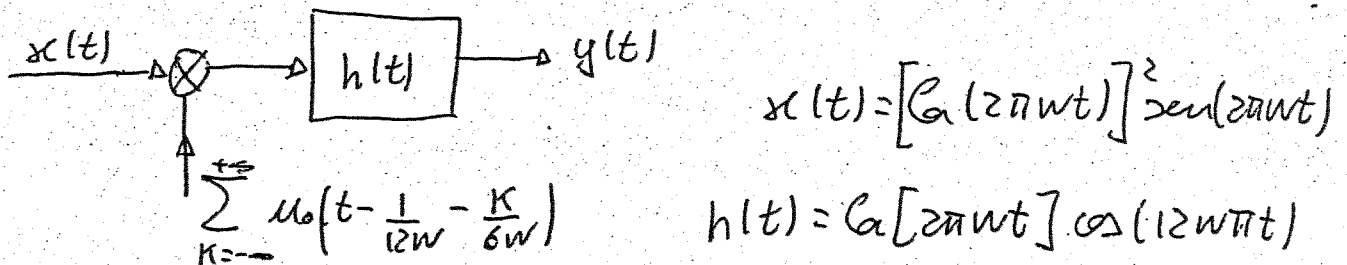 x(t)
h(t)
y(t)
x(t) = [Ca(2πwt)]² sen(2πwt)
+∞
∑ u₀(t - 1/12w - K/6w)
K=-∞
h(t) = Ca[2πwt] cos(12wπt)